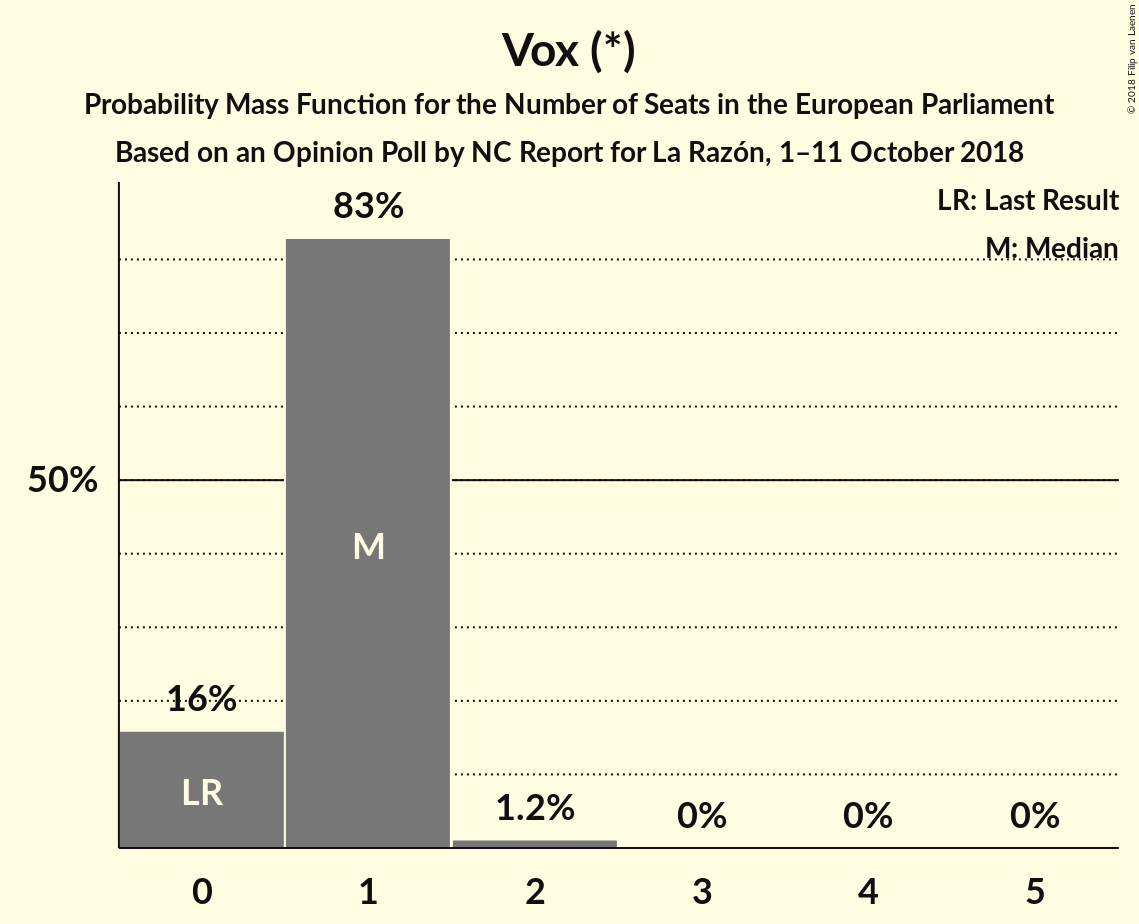 Vox (*)
Probability Mass Function for the Number of Seats in the European Parliament
Based on an Opinion Poll by NC Report for La Razón, 1–11 October 2018
© 2018 Filip van Laenen
LR: Last Result
M: Median
83%
50%
M
16%
LR
1.2%
0%
0%
0%
0
1
2
3
4
5